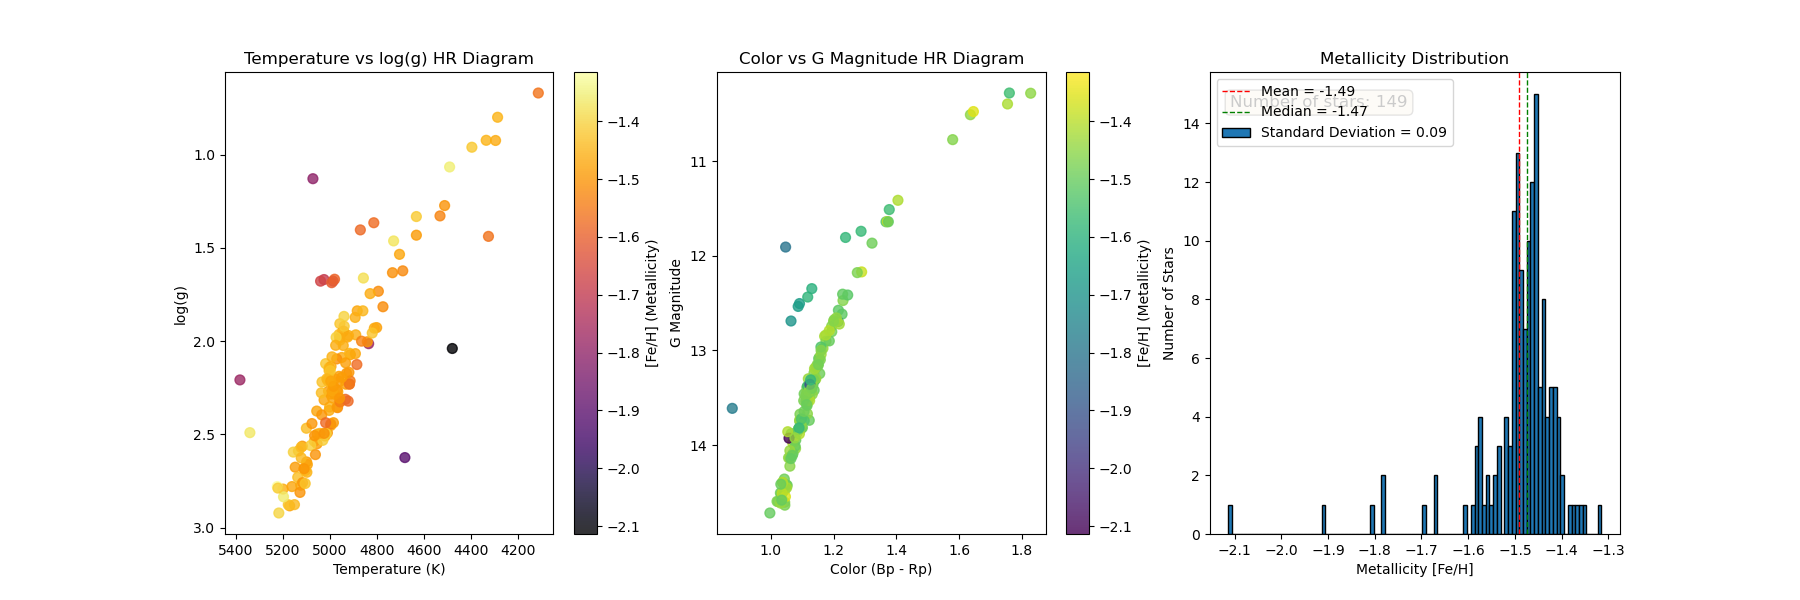 Temperature vs log(g) HR Diagram
log(g)
1.0
1.5
2.0
2.5
3.0
5400 5200 5000 4800 4600 4400 4200
Temperature (K)
−1.4
−1.5
−1.6
−1.7
−1.8
−1.9
−2.0
−2.1
[Fe/H] (Metallicity)
Color vs G Magnitude HR Diagram
G Magnitude
11
12
13
14
1.0 1.2 1.4 1.6 1.8
Color (Bp - Rp)
−1.4
−1.5
−1.6
−1.7
−1.8
−1.9
−2.0
−2.1
[Fe/H] (Metallicity)
Metallicity Distribution
Number of Stars
14
12
10
8
6
4
2
0
Mean = -1.49
Number of stars: 149
Median = -1.47
Standard Deviation = 0.09
−2.1 −2.0 −1.9 −1.8 −1.7 −1.6 −1.5 −1.4 −1.3
Metallicity [Fe/H]